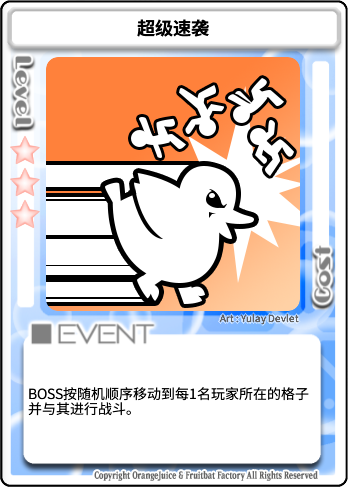 超级速袭
Level
Cost
Art : Yulay Devlet
EVENT
BOSS按随机顺序移动到每1名玩家所在的格子
并与其进行战斗。
Copyright OrangeJuice & Fruitbat Factory All Rights Reserved